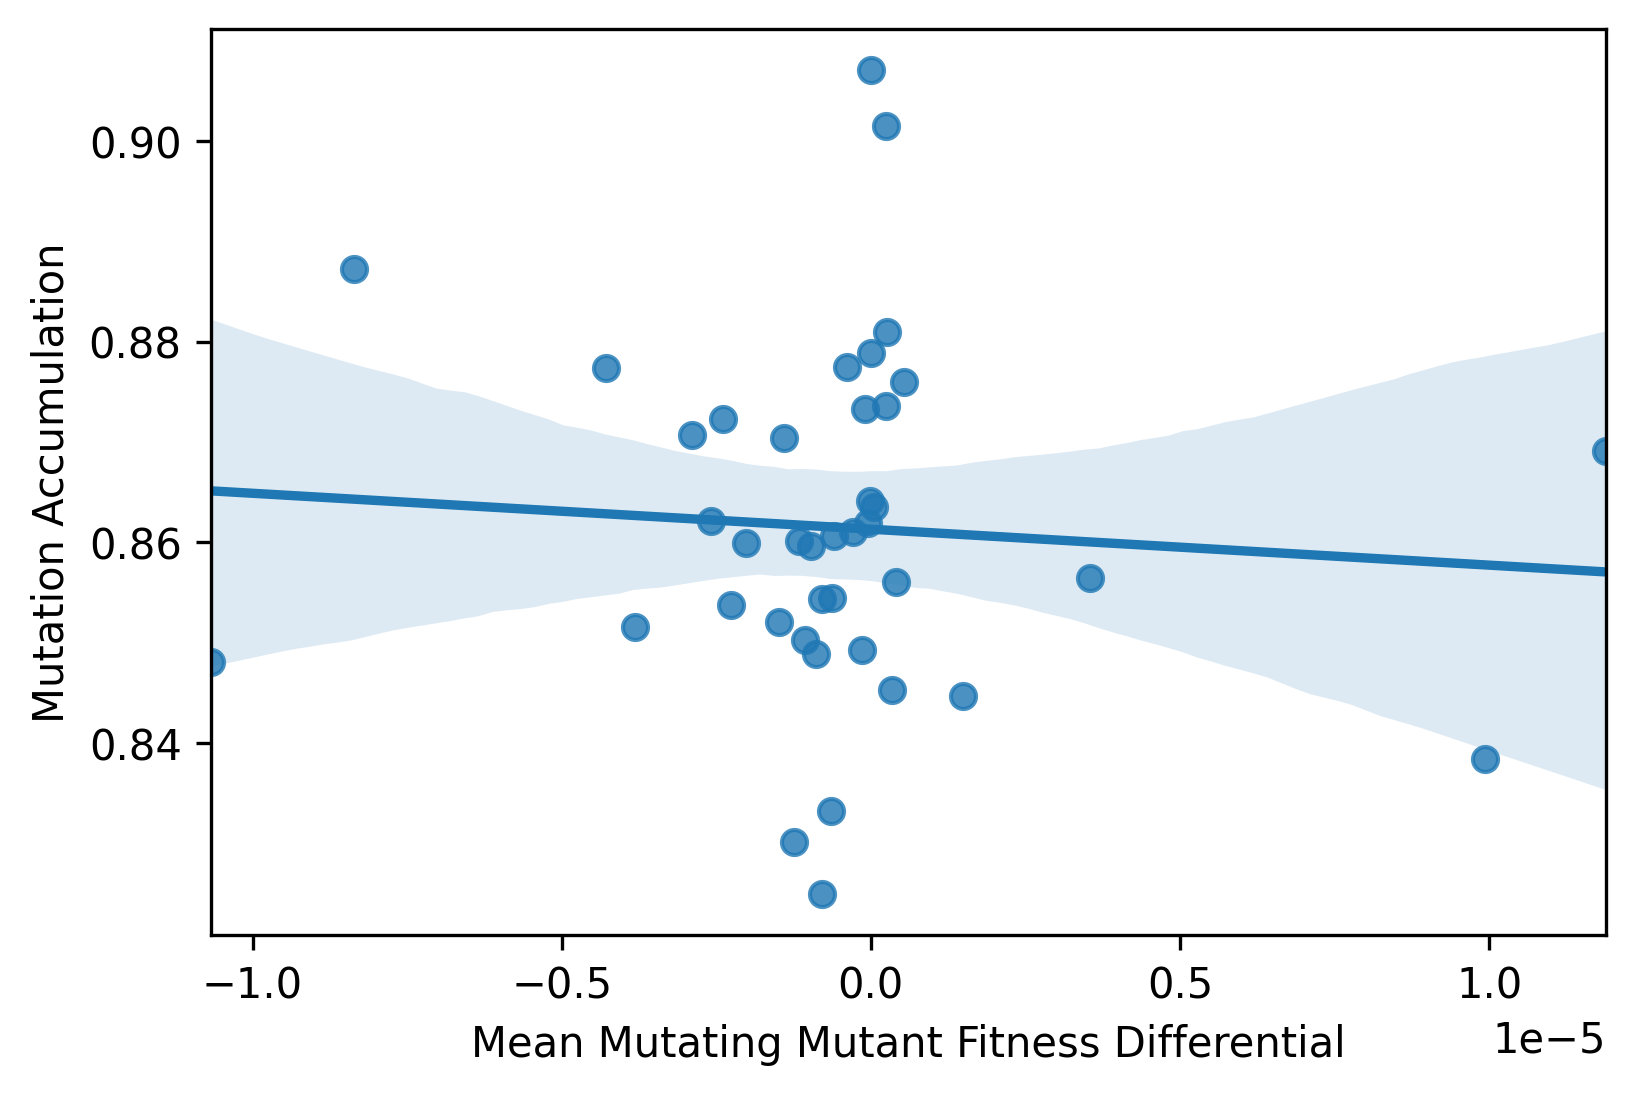 0.90
0.88
0.86
0.84
Mutation Accumulation
−1.0 −0.5 0.0 0.5 1.0
1e−5
Mean Mutating Mutant Fitness Differential